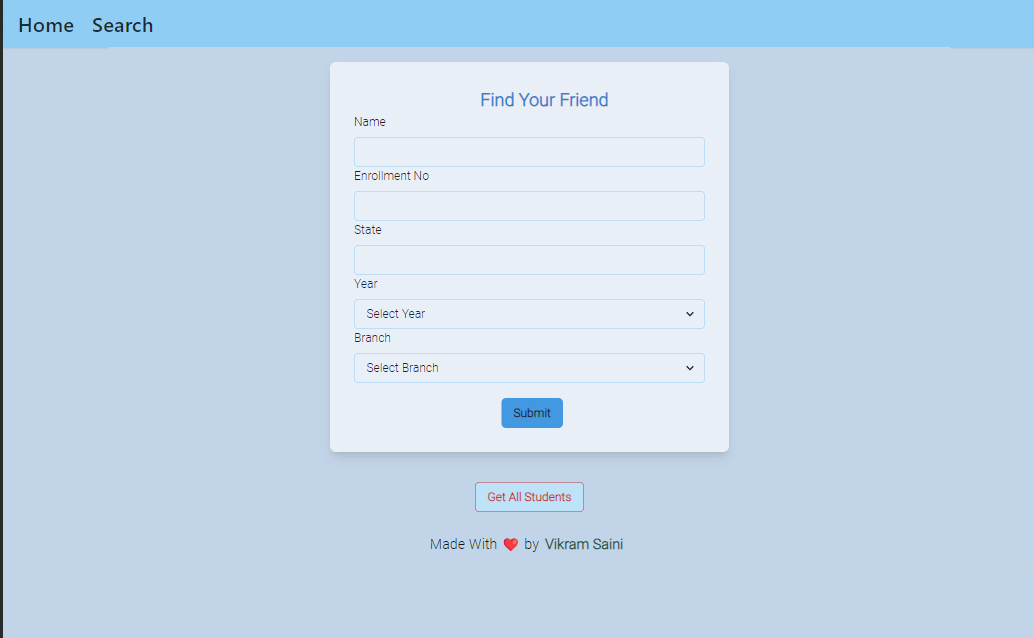 Home Search
Find Your Friend
Name
Enrollment No
State
Year
Select Year
Branch
Select Branch
Submit
Get All Students
Made With ❤️ by Vikram Saini